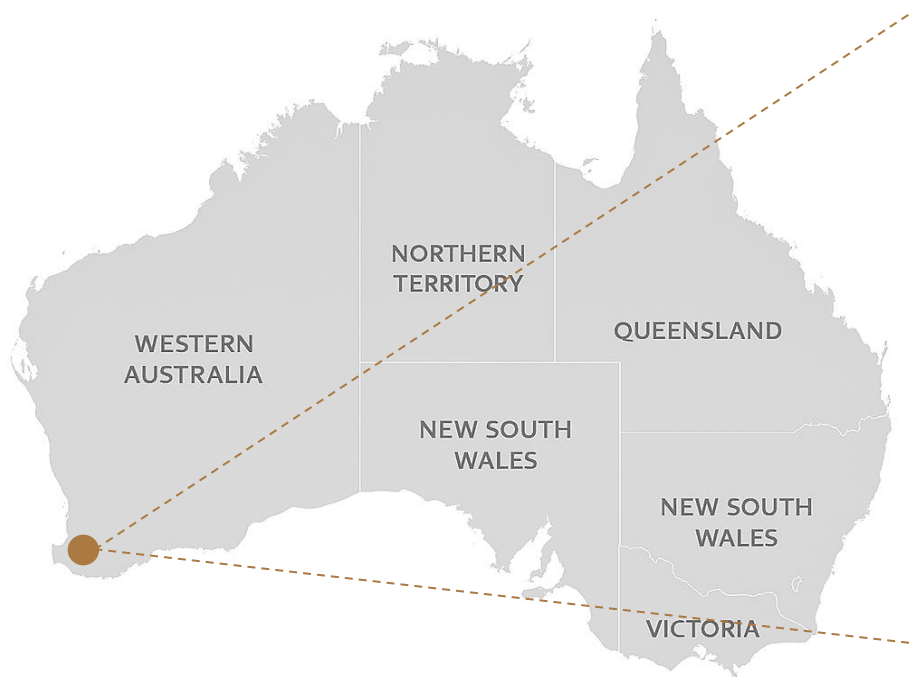 NORTHERN
TERRITORY
WESTERN
AUSTRALIA
QUEENSLAND
NEW SOUTH
WALES
NEW SOUTH
WALES
VICTORIA